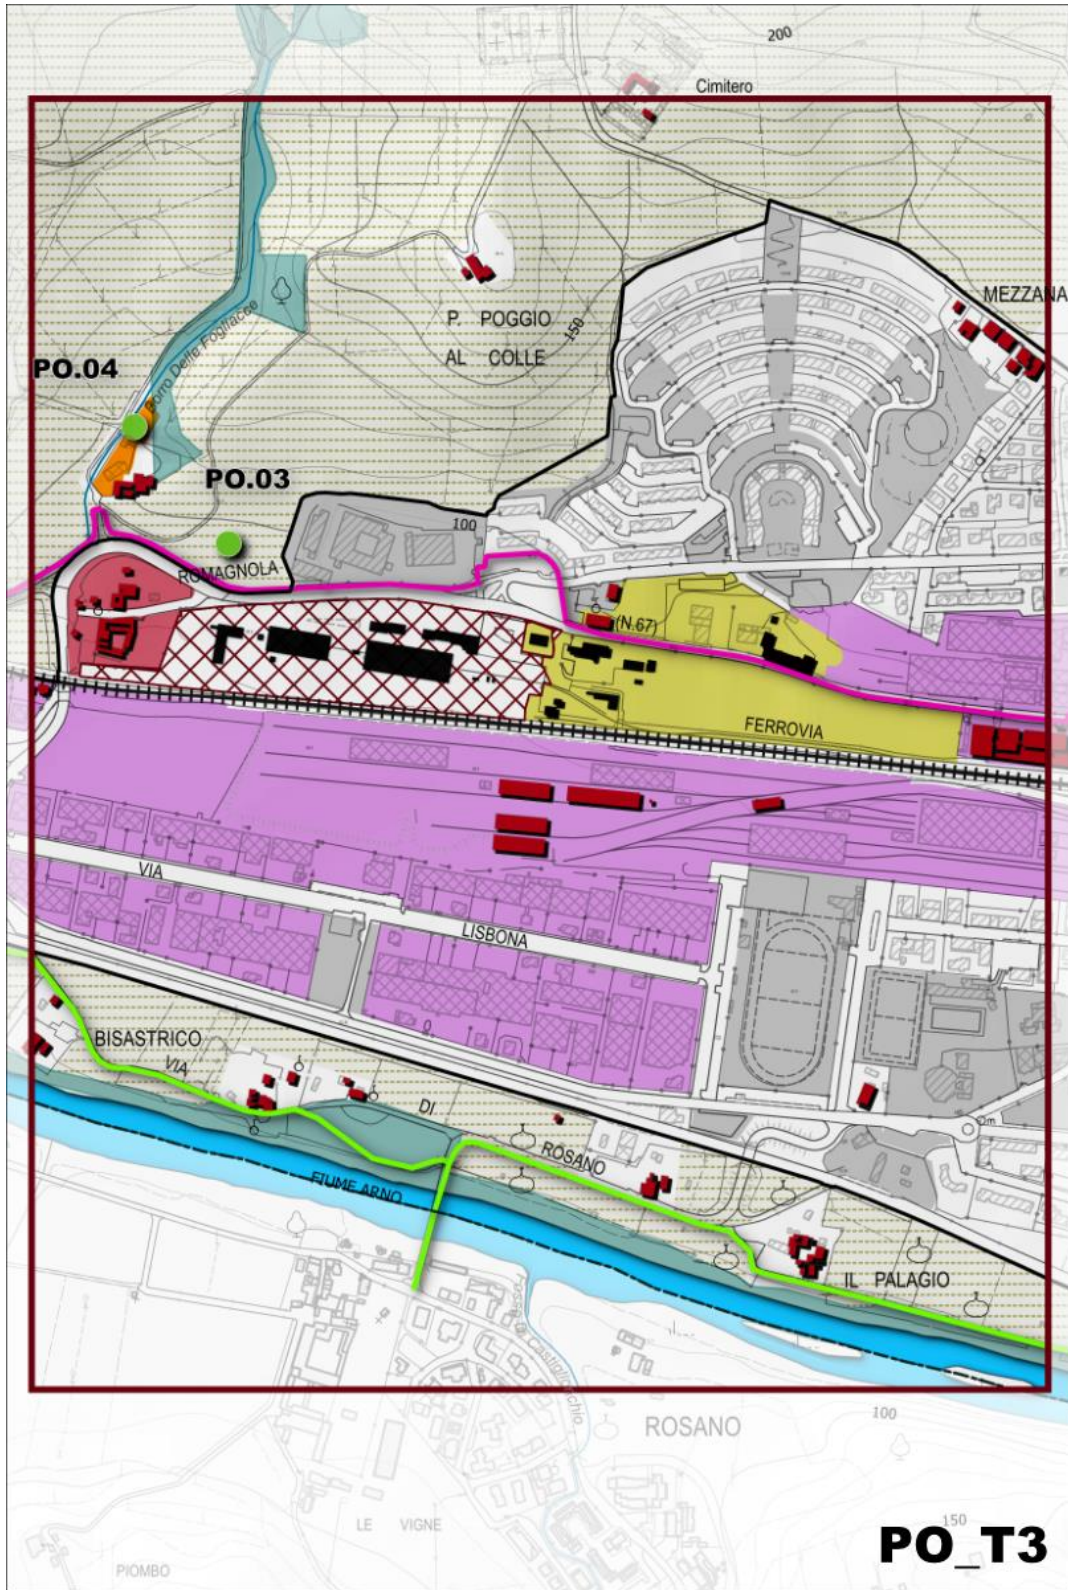 200
Cimitero
MEZZANA
P. POGGIO
AL COLLE
150
Borro Delle Fogliacce
PO.04
PO.03
100
ROMAGNOLA
(N.67)
FERROVIA
VIA
LISBONA
BISASTRICO
VIA
DI
ROSANO
FIUME ARNO
IL PALAGIO
ROSANO
100
LE VIGNE
150
PO_T3
PIOMBO